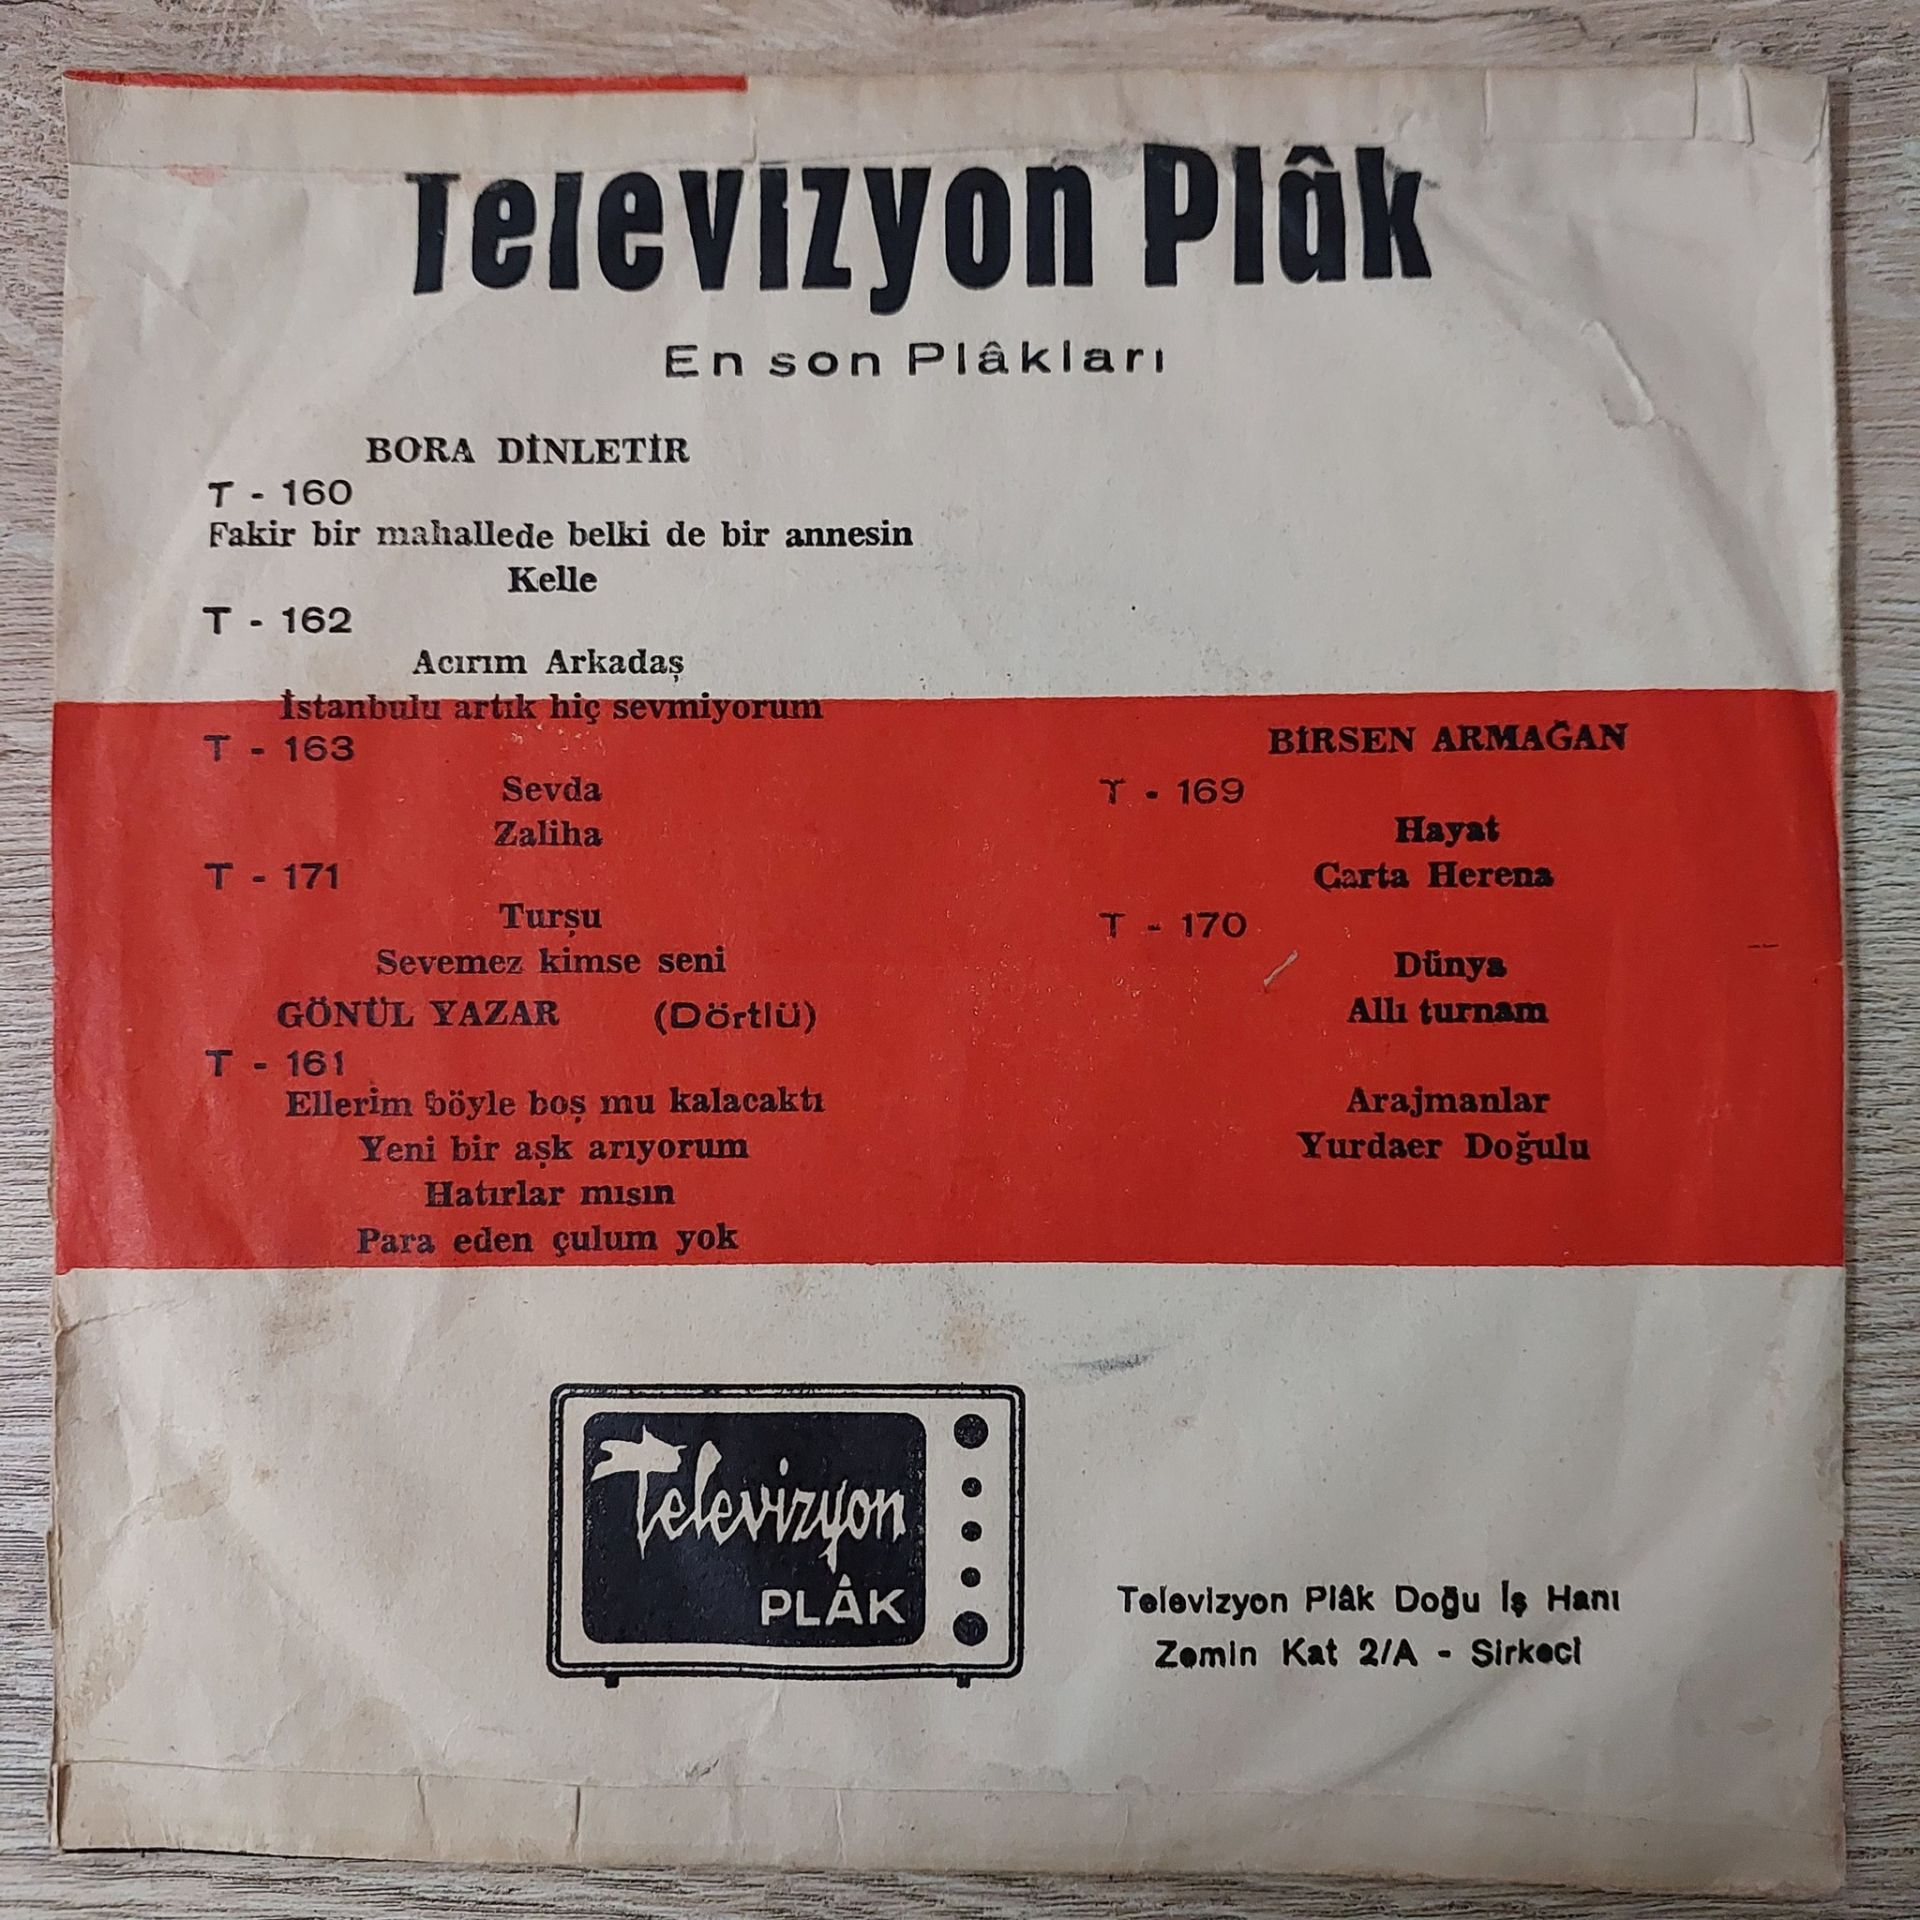 Televizyon Plâk
En son Plâkları
BORA DİNLETİR
T - 160
Fakir bir mahallede belki de bir annesin
Kelle
T - 162
Acırım Arkadaş
İstanbulu artık hiç sevmiyorum
T - 163
Sevda
Zaliha
T - 171
Turşu
Sevemez kimse seni
GÖNÜL YAZAR (Dörtlü)
T - 161
Ellerim böyle boş mu kalacaktı
Yeni bir aşk arıyorum
Hatırlar mısın
Para eden çulum yok
BİRSEN ARMAĞAN
T - 169
Hayat
Carta Herena
T - 170
Dünya
Allı turnam
Arajmanlar
Yurdaer Doğulu
Televizyon
PLÂK
Televizyon Plâk Doğu İş Hanı
Zemin Kat 2/A - Sirkeci